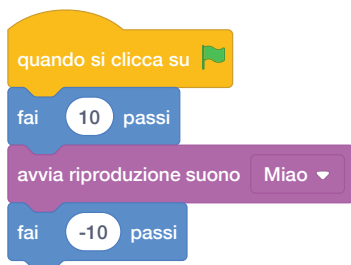 quando si clicca su
fai 10 passi
avvia riproduzione suono Miao
fai -10 passi